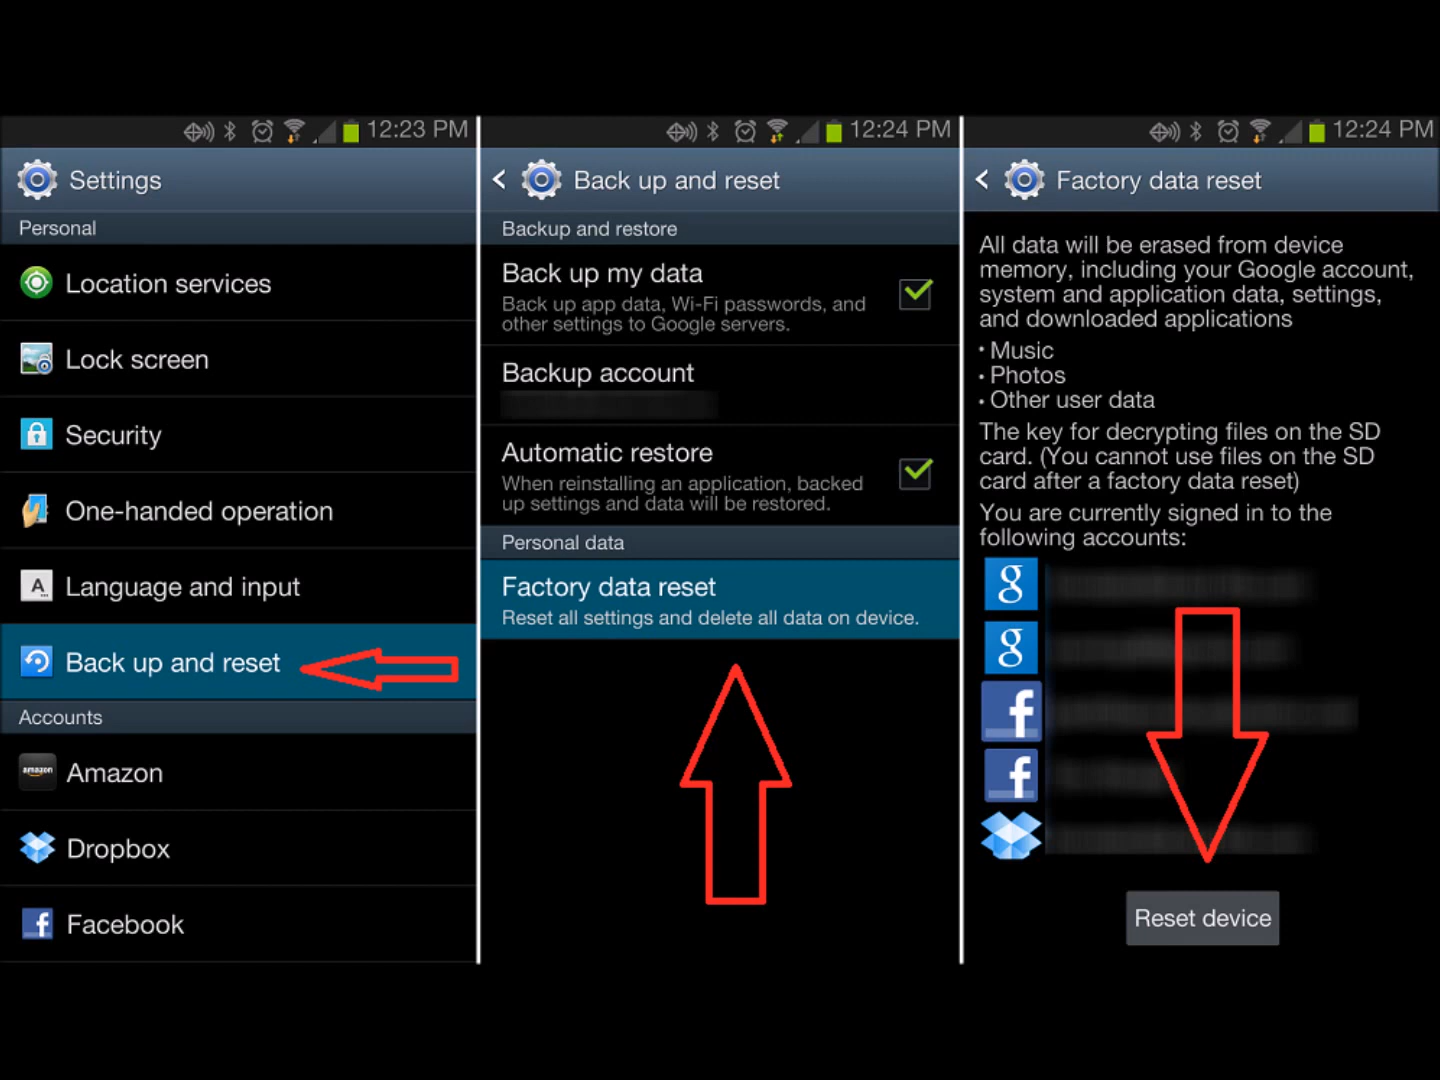 12:23 PM
Settings
Personal
Location services
Lock screen
Security
A
One-handed operation
Language and input
Back up and reset
Accounts
amazon
Amazon
Dropbox
f
Facebook
12:24 PM
Back up and reset
Backup and restore
Back up my data
Back up app data, Wi-Fi passwords, and
other settings to Google servers.
Backup account
Automatic restore
When reinstalling an application, backed
up settings and data will be restored.
Personal data
Factory data reset
Reset all settings and delete all data on device.
12:24 PM
Factory data reset
All data will be erased from device
memory, including your Google account,
system and application data, settings,
and downloaded applications
• Music
• Photos
• Other user data
The key for decrypting files on the SD
card. (You cannot use files on the SD
card after a factory data reset)
You are currently signed in to the
following accounts:
g
g
f
f
Reset device